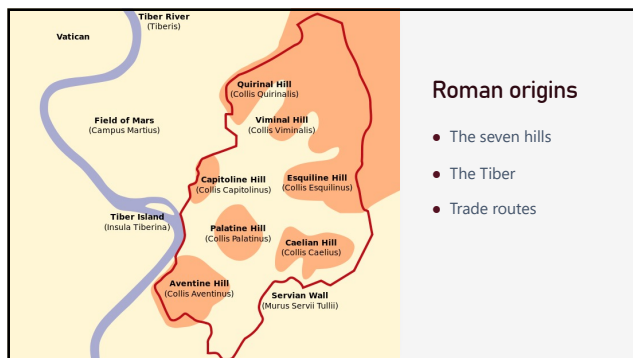 Tiber River
(Tiberis)
Vatican
Quirinal Hill
(Collis Quirinalis)
Field of Mars
(Campus Martius)
Viminal Hill
(Collis Viminalis)
Capitoline Hill
(Collis Capitolinus)
Esquiline Hill
(Collis Esquilinus)
Tiber Island
(Insula Tiberina)
Palatine Hill
(Collis Palatinus)
Caelian Hill
(Collis Caelius)
Aventine Hill
(Collis Aventinus)
Servian Wall
(Murus Servii Tullii)
Roman origins
• The seven hills
• The Tiber
• Trade routes